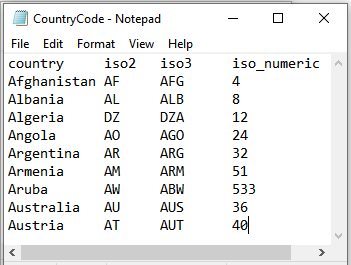 CountryCode - Notepad
File Edit Format View Help
country iso2 iso3 iso_numeric
Afghanistan AF AFG 4
Albania AL ALB 8
Algeria DZ DZA 12
Angola AO AGO 24
Argentina AR ARG 32
Armenia AM ARM 51
Aruba AW ABW 533
Australia AU AUS 36
Austria AT AUT 40